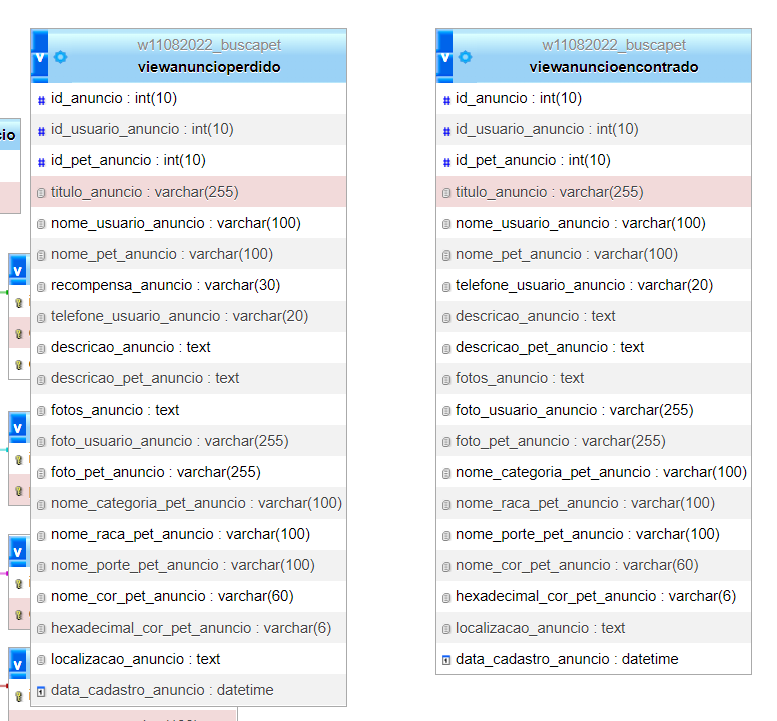 w11082022_buscapet
viewanuncioperdido
id_anuncio : int(10)
id_usuario_anuncio : int(10)
id_pet_anuncio : int(10)
titulo_anuncio : varchar(255)
nome_usuario_anuncio : varchar(100)
nome_pet_anuncio : varchar(100)
recompensa_anuncio : varchar(30)
telefone_usuario_anuncio : varchar(20)
descricao_anuncio : text
descricao_pet_anuncio : text
fotos_anuncio : text
foto_usuario_anuncio : varchar(255)
foto_pet_anuncio : varchar(255)
nome_categoria_pet_anuncio : varchar(100)
nome_raca_pet_anuncio : varchar(100)
nome_porte_pet_anuncio : varchar(100)
nome_cor_pet_anuncio : varchar(60)
hexadecimal_cor_pet_anuncio : varchar(6)
localizacao_anuncio : text
data_cadastro_anuncio : datetime
w11082022_buscapet
viewanuncioencontrado
id_anuncio : int(10)
id_usuario_anuncio : int(10)
id_pet_anuncio : int(10)
titulo_anuncio : varchar(255)
nome_usuario_anuncio : varchar(100)
nome_pet_anuncio : varchar(100)
telefone_usuario_anuncio : varchar(20)
descricao_anuncio : text
descricao_pet_anuncio : text
fotos_anuncio : text
foto_usuario_anuncio : varchar(255)
foto_pet_anuncio : varchar(255)
nome_categoria_pet_anuncio : varchar(100)
nome_raca_pet_anuncio : varchar(100)
nome_porte_pet_anuncio : varchar(100)
nome_cor_pet_anuncio : varchar(60)
hexadecimal_cor_pet_anuncio : varchar(6)
localizacao_anuncio : text
data_cadastro_anuncio : datetime
cio
v
v
v
v
v
v